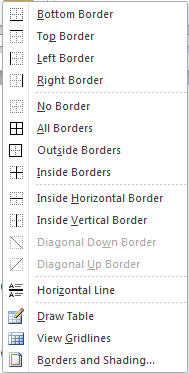 Bottom Border
Top Border
Left Border
Right Border
No Border
All Borders
Outside Borders
Inside Borders
Inside Horizontal Border
Inside Vertical Border
Diagonal Down Border
Diagonal Up Border
Horizontal Line
Draw Table
View Gridlines
Borders and Shading...